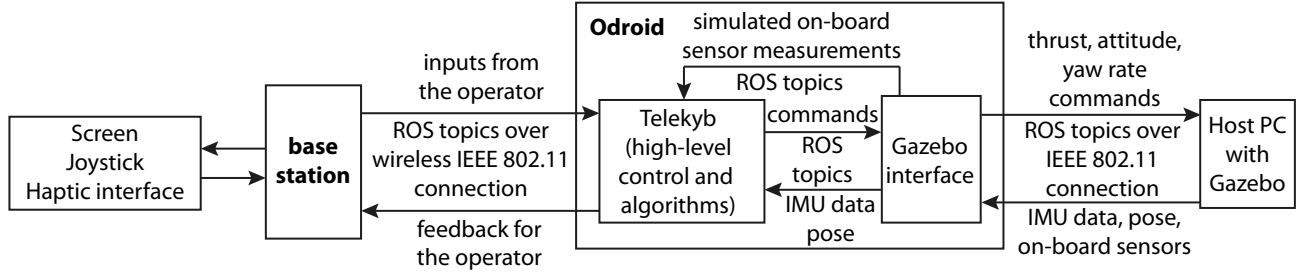 Screen
Joystick
Haptic interface
base
station
inputs from
the operator
ROS topics over
wireless IEEE 802.11
connection
feedback for
the operator
Odroid
simulated on-board
sensor measurements
ROS topics
commands
Telekyb
(high-level
control and
algorithms)
ROS
topics
IMU data
pose
Gazebo
interface
thrust, attitude,
yaw rate
commands
ROS topics over
IEEE 802.11
connection
IMU data, pose,
on-board sensors
Host PC
with
Gazebo